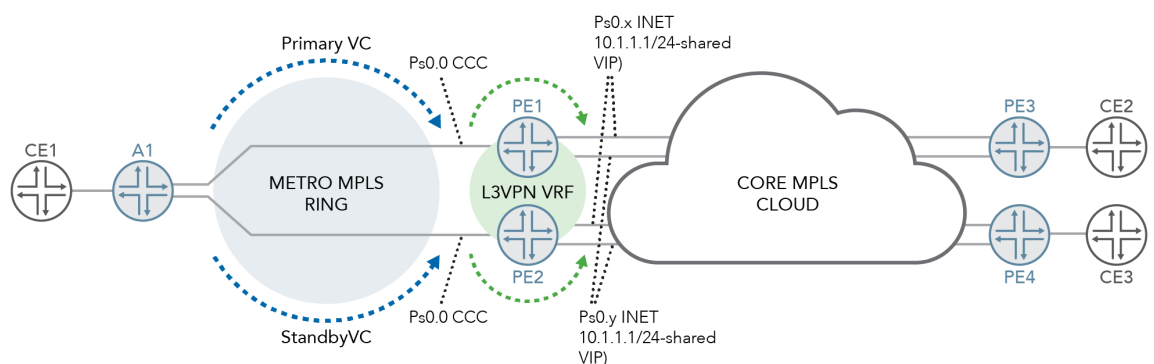 Ps0.x INET
10.1.1.1/24-shared
VIP)
Primary VC
Ps0.0 CCC
PE1
PE3
CE2
CE1
A1
METRO MPLS
RING
L3VPN VRF
CORE MPLS
CLOUD
PE2
PE4
CE3
Ps0.0 CCC
Ps0.y INET
10.1.1.1/24-shared
VIP)
StandbyVC